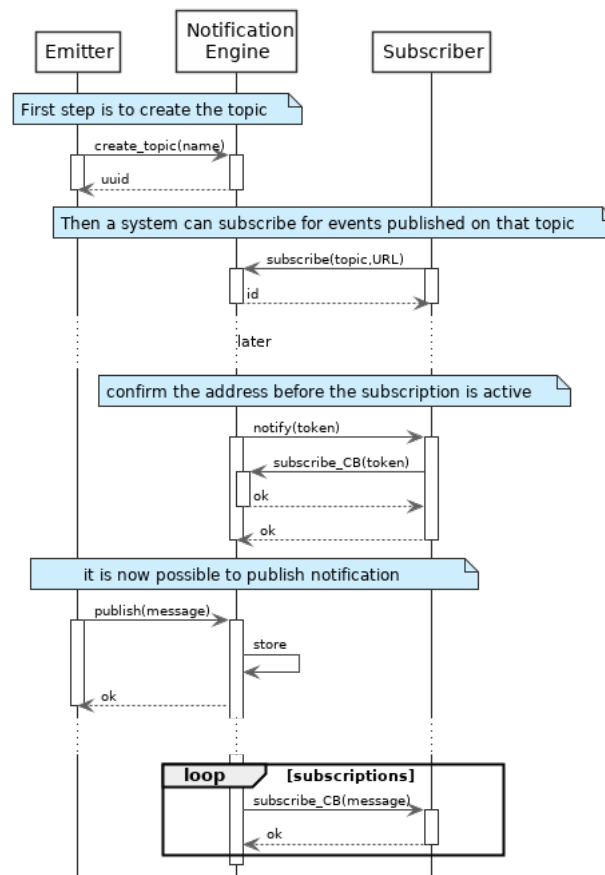 Emitter
Notification
Engine
Subscriber
First step is to create the topic
create_topic(name)
uuid
Then a system can subscribe for events published on that topic
subscribe(topic,URL)
id
later
confirm the address before the subscription is active
notify(token)
subscribe_CB(token)
ok
ok
it is now possible to publish notification
publish(message)
store
ok
loop [subscriptions]
subscribe_CB(message)
ok